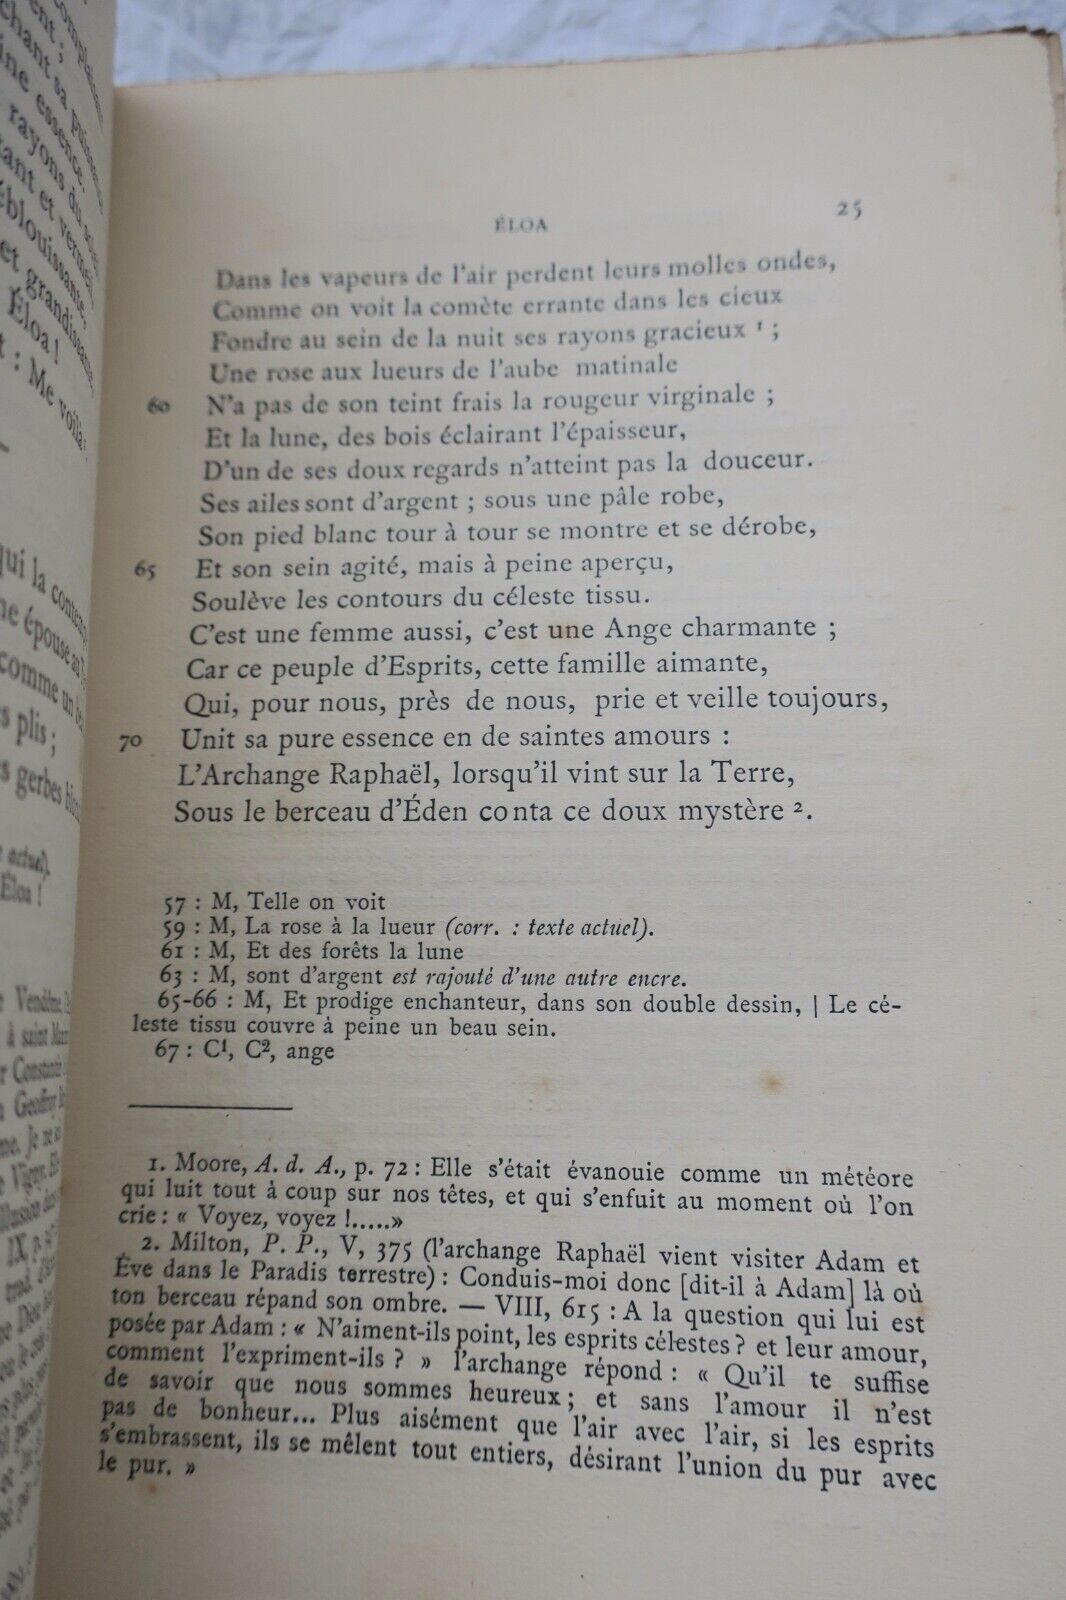 ÉLOA 25
Dans les vapeurs de l'air perdent leurs molles ondes,
Comme on voit la comète errante dans les cieux
Fondre au sein de la nuit ses rayons gracieux ¹ ;
Une rose aux lueurs de l'aube matinale
60 N'a pas de son teint frais la rougeur virginale ;
Et la lune, des bois éclairant l'épaisseur,
D'un de ses doux regards n'atteint pas la douceur.
Ses ailes sont d'argent ; sous une pâle robe,
Son pied blanc tour à tour se montre et se dérobe,
65 Et son sein agité, mais à peine aperçu,
Soulève les contours du céleste tissu.
C'est une femme aussi, c'est une Ange charmante ;
Car ce peuple d'Esprits, cette famille aimante,
Qui, pour nous, près de nous, prie et veille toujours,
70 Unit sa pure essence en de saintes amours :
L'Archange Raphaël, lorsqu'il vint sur la Terre,
Sous le berceau d'Éden conta ce doux mystère ².
57 : M, Telle on voit
59 : M, La rose à la lueur (corr. : texte actuel).
61 : M, Et des forêts la lune
63 : M, sont d'argent est rajouté d'une autre encre.
65-66 : M, Et prodige enchanteur, dans son double dessin, | Le cé-
leste tissu couvre à peine un beau sein.
67 : C¹, C², ange
1. Moore, A. d. A., p. 72 : Elle s'était évanouie comme un météore
qui luit tout à coup sur nos têtes, et qui s'enfuit au moment où l'on
crie : « Voyez, voyez !.....»
2. Milton, P. P., V, 375 (l'archange Raphaël vient visiter Adam et
Ève dans le Paradis terrestre) : Conduis-moi donc [dit-il à Adam] là où
ton berceau répand son ombre. — VIII, 615 : A la question qui lui est
posée par Adam : « N'aiment-ils point, les esprits célestes ? et leur amour,
comment l'expriment-ils ? » l'archange répond : « Qu'il te suffise
de savoir que nous sommes heureux ; et sans l'amour il n'est
pas de bonheur... Plus aisément que l'air avec l'air, si les esprits
s'embrassent, ils se mêlent tout entiers, désirant l'union du pur avec
le pur. »